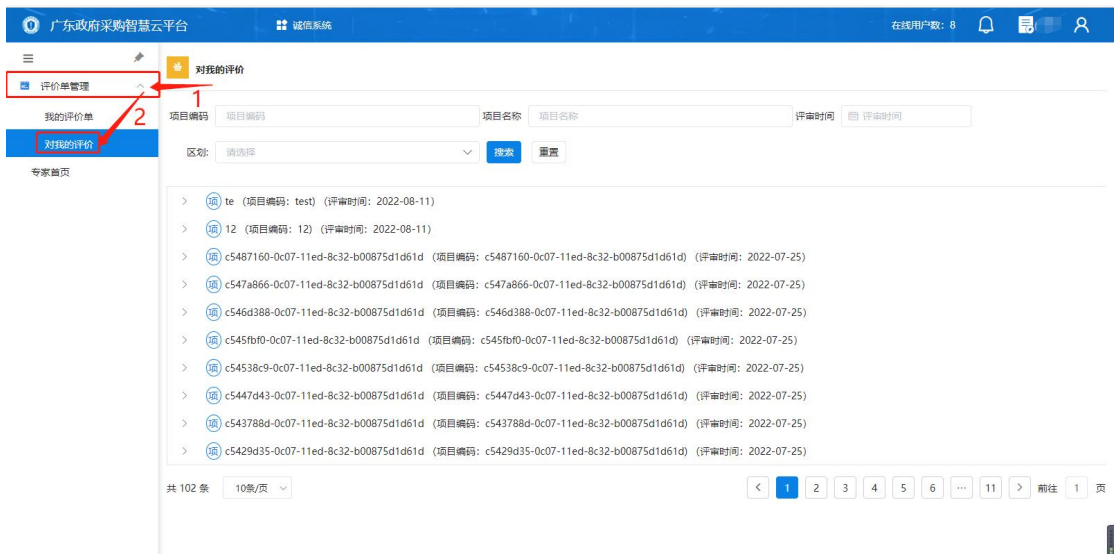 广东政府采购智慧云平台 诚信系统 在线用户数：8
对我的评价
评价单管理
1
我的评价单
2
对我的评价
专家首页
项目编码 项目编码 项目名称 项目名称 评审时间 评审时间
区划: 请选择 搜索 重置
项 te （项目编码：test）（评审时间：2022-08-11）
项 12 （项目编码：12）（评审时间：2022-08-11）
项 c5487160-0c07-11ed-8c32-b00875d1d61d （项目编码：c5487160-0c07-11ed-8c32-b00875d1d61d）（评审时间：2022-07-25）
项 c547a866-0c07-11ed-8c32-b00875d1d61d （项目编码：c547a866-0c07-11ed-8c32-b00875d1d61d）（评审时间：2022-07-25）
项 c546d388-0c07-11ed-8c32-b00875d1d61d （项目编码：c546d388-0c07-11ed-8c32-b00875d1d61d）（评审时间：2022-07-25）
项 c545fbf0-0c07-11ed-8c32-b00875d1d61d （项目编码：c545fbf0-0c07-11ed-8c32-b00875d1d61d）（评审时间：2022-07-25）
项 c54538c9-0c07-11ed-8c32-b00875d1d61d （项目编码：c54538c9-0c07-11ed-8c32-b00875d1d61d）（评审时间：2022-07-25）
项 c5447d43-0c07-11ed-8c32-b00875d1d61d （项目编码：c5447d43-0c07-11ed-8c32-b00875d1d61d）（评审时间：2022-07-25）
项 c543788d-0c07-11ed-8c32-b00875d1d61d （项目编码：c543788d-0c07-11ed-8c32-b00875d1d61d）（评审时间：2022-07-25）
项 c5429d35-0c07-11ed-8c32-b00875d1d61d （项目编码：c5429d35-0c07-11ed-8c32-b00875d1d61d）（评审时间：2022-07-25）
共 102 条 10条/页 < 1 2 3 4 5 6 ··· 11 > 前往 1 页